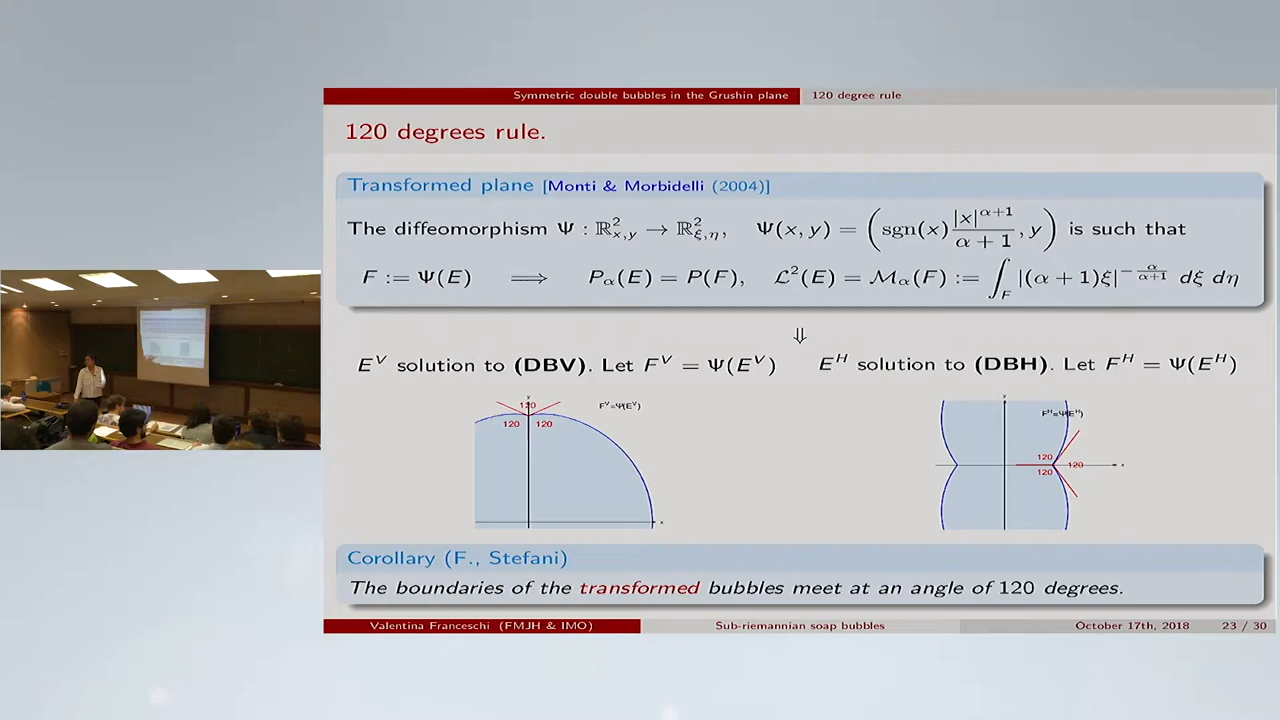 Symmetric double bubbles in the Grushin plane 120 degree rule
120 degrees rule.
Transformed plane [Monti & Morbidelli (2004)]
The diffeomorphism Ψ : ℝ²_{x,y} → ℝ²_{ξ,η}, Ψ(x, y) = (sgn(x) |x|^{α+1}/(α + 1), y) is such that
F := Ψ(E) ⟹ P_α(E) = P(F), ℒ²(E) = ℳ_α(F) := ∫_F |(α + 1)ξ|^{-α/(α+1)} dξ dη
⇓
E^V solution to (DBV). Let F^V = Ψ(E^V)
E^H solution to (DBH). Let F^H = Ψ(E^H)
y
120
F^V=Ψ(E^V)
120 120
x
y
F^H=Ψ(E^H)
120
120
120
x
Corollary (F., Stefani)
The boundaries of the transformed bubbles meet at an angle of 120 degrees.
Valentina Franceschi (FMJH & IMO) Sub-riemannian soap bubbles October 17th, 2018 23 / 30